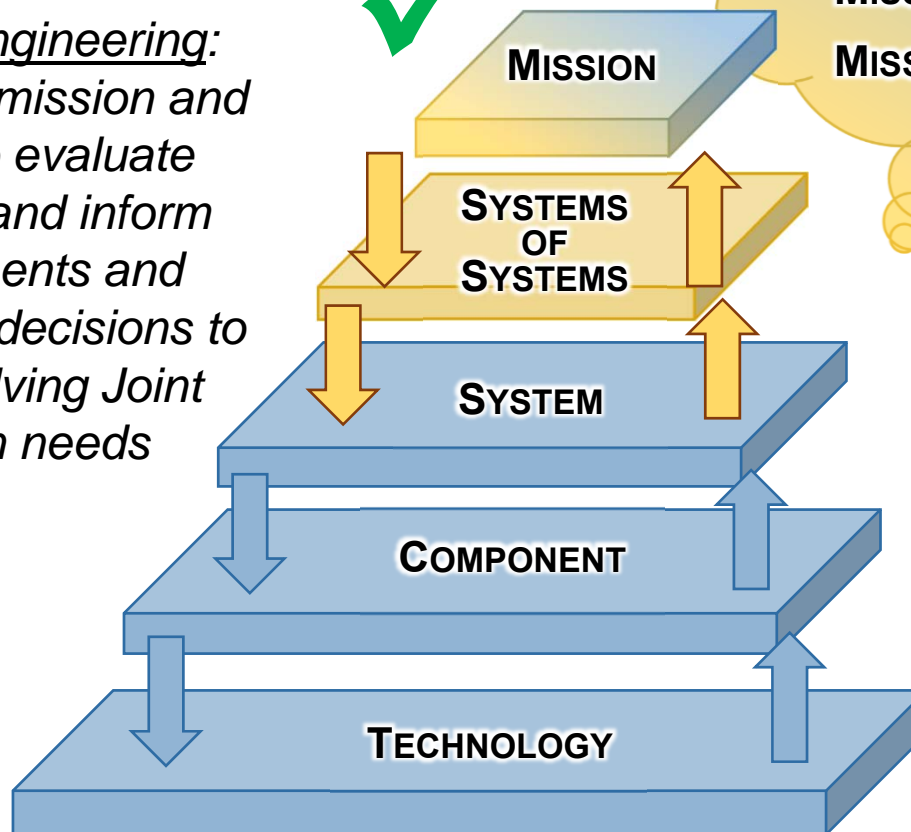 ngineering:
mission and
evaluate
and inform
ents and
decisions to
lving Joint
needs
MISS
MISSION
SYSTEMS
OF
SYSTEMS
SYSTEM
COMPONENT
TECHNOLOGY